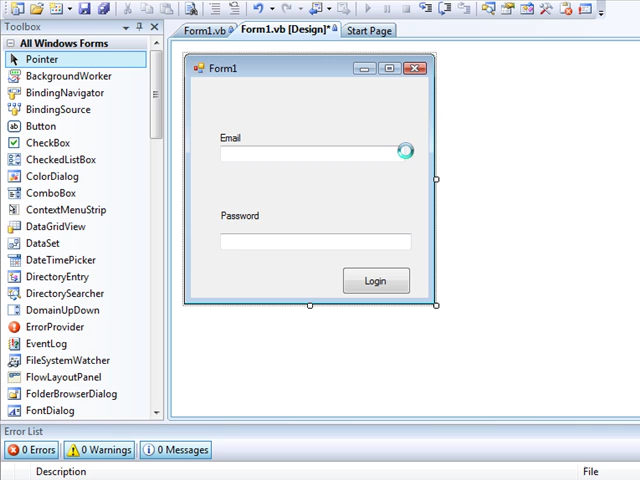 Toolbox
Form1.vb
Form1.vb [Design]*
Start Page
All Windows Forms
Pointer
BackgroundWorker
BindingNavigator
BindingSource
Button
CheckBox
CheckedListBox
ColorDialog
ComboBox
ContextMenuStrip
DataGridView
DataSet
DateTimePicker
DirectoryEntry
DirectorySearcher
DomainUpDown
ErrorProvider
EventLog
FileSystemWatcher
FlowLayoutPanel
FolderBrowserDialog
FontDialog
Form1
Email
Password
Login
Error List
0 Errors
0 Warnings
0 Messages
Description
File